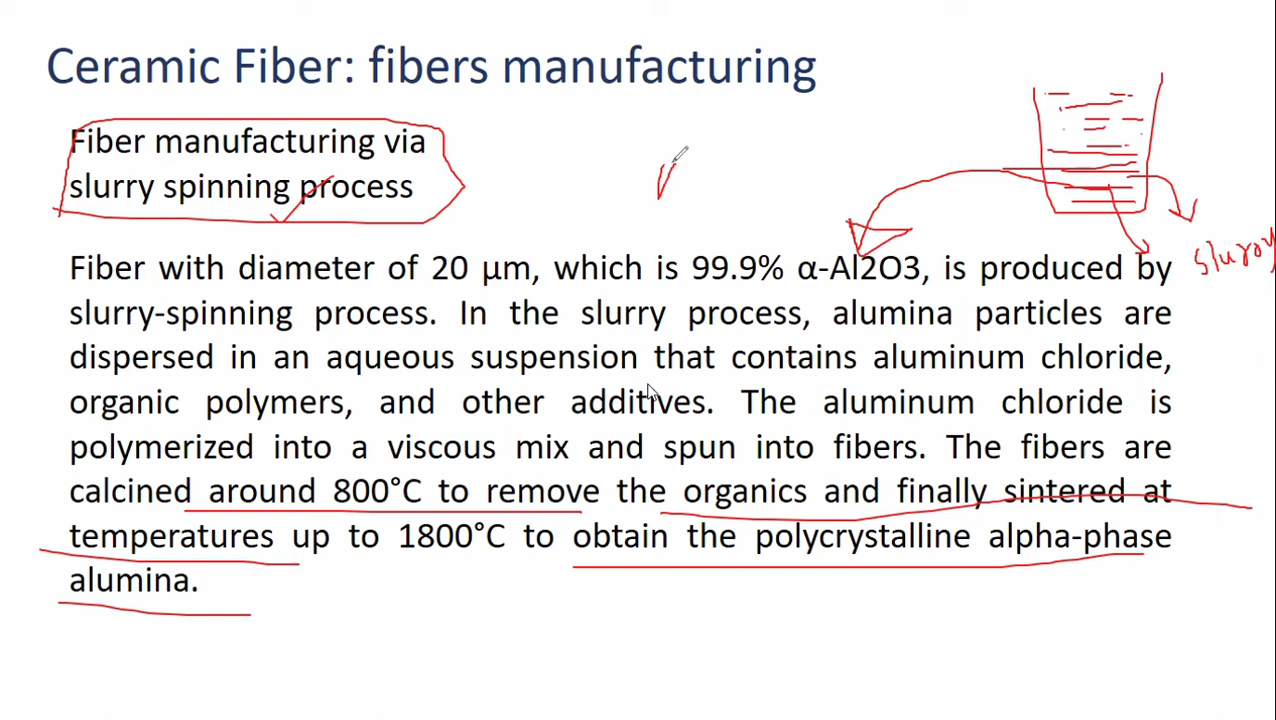 Ceramic Fiber: fibers manufacturing
Fiber manufacturing via
slurry spinning process
slurry
Fiber with diameter of 20 μm, which is 99.9% α-Al2O3, is produced by
slurry-spinning process. In the slurry process, alumina particles are
dispersed in an aqueous suspension that contains aluminum chloride,
organic polymers, and other additives. The aluminum chloride is
polymerized into a viscous mix and spun into fibers. The fibers are
calcined around 800°C to remove the organics and finally sintered at
temperatures up to 1800°C to obtain the polycrystalline alpha-phase
alumina.